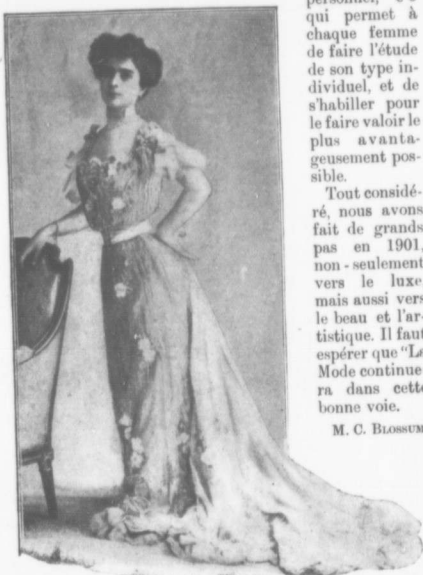 personnel, ce
qui permet à
chaque femme
de faire l'étude
de son type in-
dividuel, et de
s'habiller pour
le faire valoir le
plus avanta-
geusement pos-
sible.
Tout considé-
ré, nous avons
fait de grands
pas en 1901,
non - seulement
vers le luxe
mais aussi vers
le beau et l'ar-
tistique. Il faut
espérer que "La
Mode continue-
ra dans cette
bonne voie.
M. C. BLOSSUM